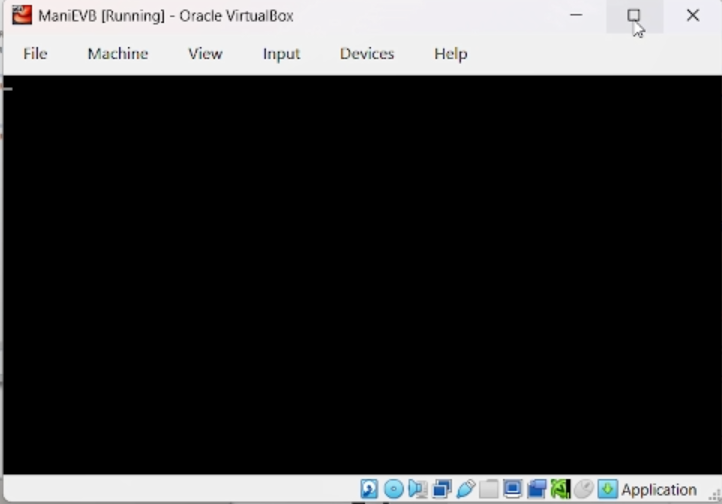 ManiEVB [Running] - Oracle VirtualBox
File Machine View Input Devices Help
Application